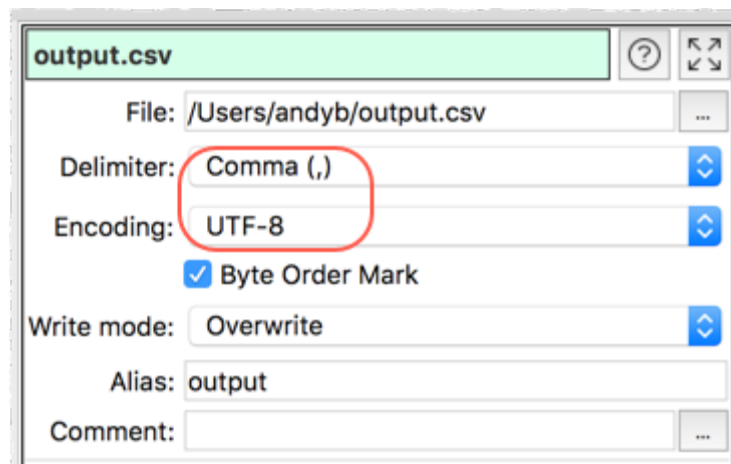 output.csv ?
File: /Users/andyb/output.csv ...
Delimiter: Comma (,)
Encoding: UTF-8
Byte Order Mark
Write mode: Overwrite
Alias: output
Comment: ...